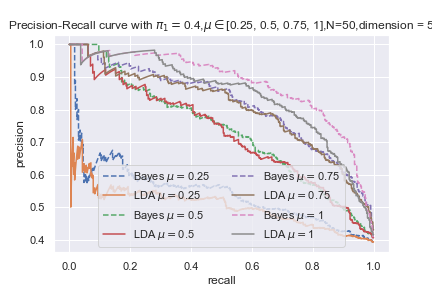 Precision-Recall curve with π₁ = 0.4,μ ∈ [0.25, 0.5, 0.75, 1],N=50,dimension = 5
1.0
0.9
0.8
0.7
0.6
0.5
0.4
precision
Bayes μ = 0.25
LDA μ = 0.25
Bayes μ = 0.5
LDA μ = 0.5
Bayes μ = 0.75
LDA μ = 0.75
Bayes μ = 1
LDA μ = 1
0.0 0.2 0.4 0.6 0.8 1.0
recall